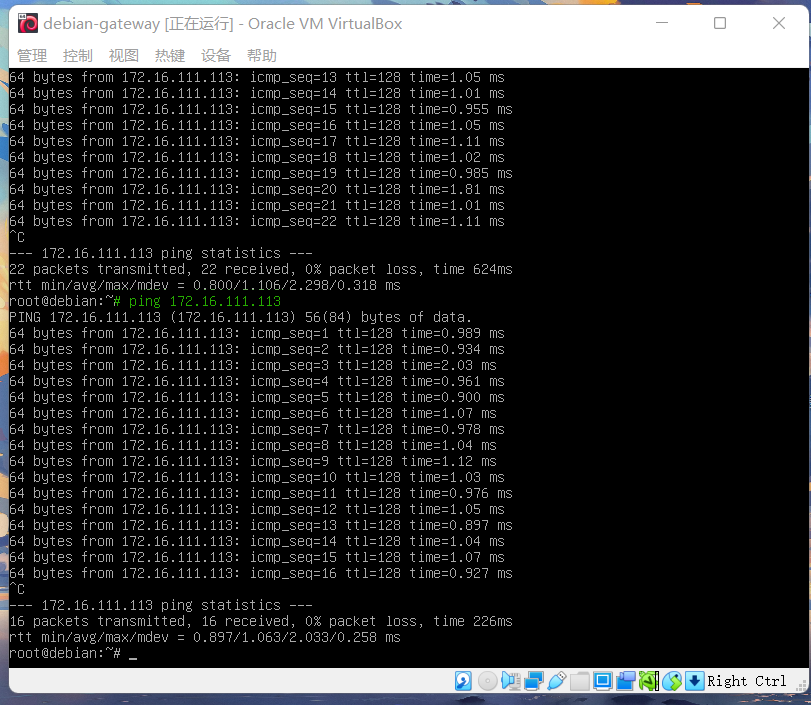 debian-gateway [正在运行] - Oracle VM VirtualBox
管理 控制 视图 热键 设备 帮助
64 bytes from 172.16.111.113: icmp_seq=13 ttl=128 time=1.05 ms
64 bytes from 172.16.111.113: icmp_seq=14 ttl=128 time=1.01 ms
64 bytes from 172.16.111.113: icmp_seq=15 ttl=128 time=0.955 ms
64 bytes from 172.16.111.113: icmp_seq=16 ttl=128 time=1.05 ms
64 bytes from 172.16.111.113: icmp_seq=17 ttl=128 time=1.11 ms
64 bytes from 172.16.111.113: icmp_seq=18 ttl=128 time=1.02 ms
64 bytes from 172.16.111.113: icmp_seq=19 ttl=128 time=0.985 ms
64 bytes from 172.16.111.113: icmp_seq=20 ttl=128 time=1.81 ms
64 bytes from 172.16.111.113: icmp_seq=21 ttl=128 time=1.01 ms
64 bytes from 172.16.111.113: icmp_seq=22 ttl=128 time=1.11 ms
^C
--- 172.16.111.113 ping statistics ---
22 packets transmitted, 22 received, 0% packet loss, time 624ms
rtt min/avg/max/mdev = 0.800/1.106/2.298/0.318 ms
root@debian:~# ping 172.16.111.113
PING 172.16.111.113 (172.16.111.113) 56(84) bytes of data.
64 bytes from 172.16.111.113: icmp_seq=1 ttl=128 time=0.989 ms
64 bytes from 172.16.111.113: icmp_seq=2 ttl=128 time=0.934 ms
64 bytes from 172.16.111.113: icmp_seq=3 ttl=128 time=2.03 ms
64 bytes from 172.16.111.113: icmp_seq=4 ttl=128 time=0.961 ms
64 bytes from 172.16.111.113: icmp_seq=5 ttl=128 time=0.900 ms
64 bytes from 172.16.111.113: icmp_seq=6 ttl=128 time=1.07 ms
64 bytes from 172.16.111.113: icmp_seq=7 ttl=128 time=0.978 ms
64 bytes from 172.16.111.113: icmp_seq=8 ttl=128 time=1.04 ms
64 bytes from 172.16.111.113: icmp_seq=9 ttl=128 time=1.12 ms
64 bytes from 172.16.111.113: icmp_seq=10 ttl=128 time=1.03 ms
64 bytes from 172.16.111.113: icmp_seq=11 ttl=128 time=0.976 ms
64 bytes from 172.16.111.113: icmp_seq=12 ttl=128 time=1.05 ms
64 bytes from 172.16.111.113: icmp_seq=13 ttl=128 time=0.897 ms
64 bytes from 172.16.111.113: icmp_seq=14 ttl=128 time=1.04 ms
64 bytes from 172.16.111.113: icmp_seq=15 ttl=128 time=1.07 ms
64 bytes from 172.16.111.113: icmp_seq=16 ttl=128 time=0.927 ms
^C
--- 172.16.111.113 ping statistics ---
16 packets transmitted, 16 received, 0% packet loss, time 226ms
rtt min/avg/max/mdev = 0.897/1.063/2.033/0.258 ms
root@debian:~# _
Right Ctrl